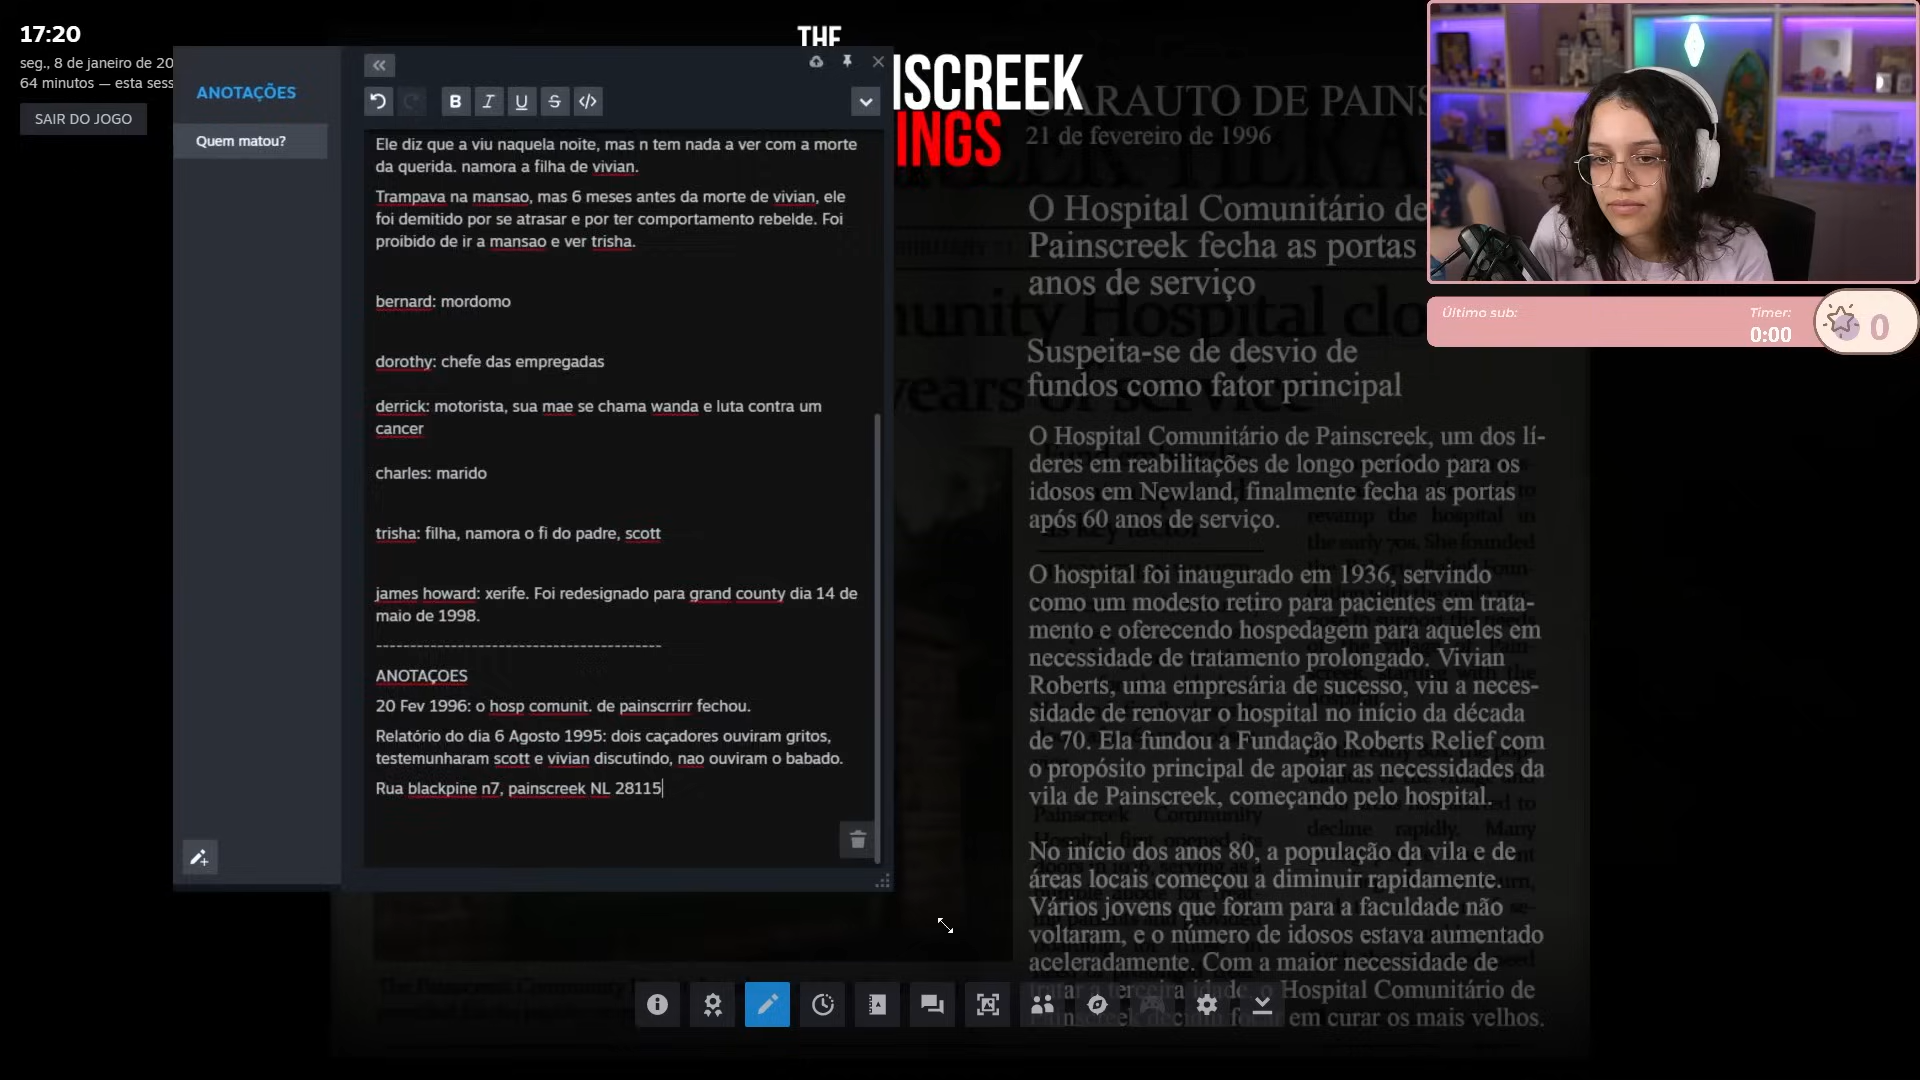 17:20
seg., 8 de janeiro de 20
64 minutos — esta sess
SAIR DO JOGO
ANOTAÇÕES
Quem matou?
Ele diz que a viu naquela noite, mas n tem nada a ver com a morte
da querida. namora a filha de vivian.
Trampava na mansao, mas 6 meses antes da morte de vivian, ele
foi demitido por se atrasar e por ter comportamento rebelde. Foi
proibido de ir a mansao e ver trisha.
bernard: mordomo
dorothy: chefe das empregadas
derrick: motorista, sua mae se chama wanda e luta contra um
cancer
charles: marido
trisha: filha, namora o fi do padre, scott
james howard: xerife. Foi redesignado para grand county dia 14 de
maio de 1998.
------------------------------------------
ANOTAÇOES
20 Fev 1996: o hosp comunit. de painscrrirr fechou.
Relatório do dia 6 Agosto 1995: dois caçadores ouviram gritos,
testemunharam scott e vivian discutindo, nao ouviram o babado.
Rua blackpine n7, painscreek NL 28115
THE
ISCREEK
INGS
O ARAUTO DE PAINS
21 de fevereiro de 1996
O Hospital Comunitário de
Painscreek fecha as portas
anos de serviço
Suspeita-se de desvio de
fundos como fator principal
O Hospital Comunitário de Painscreek, um dos lí-
deres em reabilitações de longo período para os
idosos em Newland, finalmente fecha as portas
após 60 anos de serviço.
O hospital foi inaugurado em 1936, servindo
como um modesto retiro para pacientes em trata-
mento e oferecendo hospedagem para aqueles em
necessidade de tratamento prolongado. Vivian
Roberts, uma empresária de sucesso, viu a neces-
sidade de renovar o hospital no início da década
de 70. Ela fundou a Fundação Roberts Relief com
o propósito principal de apoiar as necessidades da
vila de Painscreek, começando pelo hospital.
No início dos anos 80, a população da vila e de
áreas locais começou a diminuir rapidamente.
Vários jovens que foram para a faculdade não
voltaram, e o número de idosos estava aumentado
aceleradamente. Com a maior necessidade de
tratar a terceira idade, o Hospital Comunitário de
Painscreek decidiu focar em curar os mais velhos.
Último sub:
Timer:
0:00
0